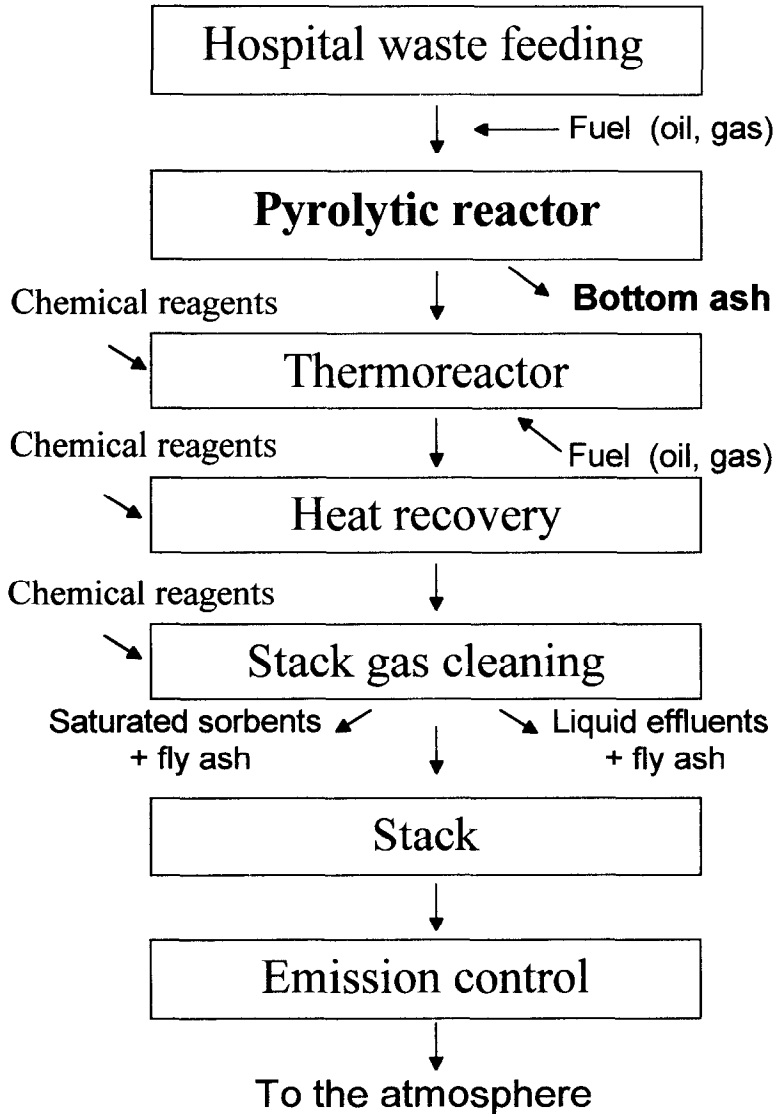 Hospital waste feeding
Fuel (oil, gas)
Pyrolytic reactor
Bottom ash
Chemical reagents
Thermoreactor
Chemical reagents
Fuel (oil, gas)
Heat recovery
Chemical reagents
Stack gas cleaning
Saturated sorbents
+ fly ash
Liquid effluents
+ fly ash
Stack
Emission control
To the atmosphere